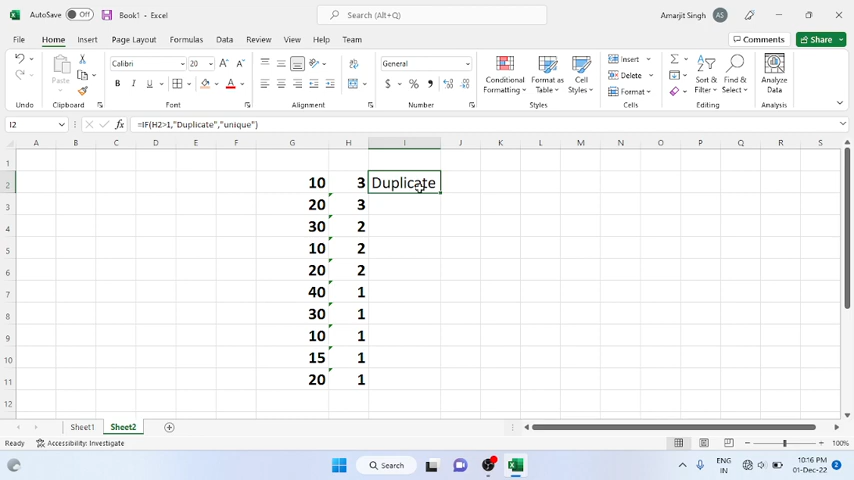 AutoSave Off Book1 - Excel Search (Alt+Q) Amarjit Singh AS
File Home Insert Page Layout Formulas Data Review View Help Team Comments Share
Paste Calibri 20 A A General Conditional Formatting Format as Table Cell Styles Insert Delete Format Sort & Filter Find & Select Analyze Data
B I U A $ % 9
Undo Clipboard Font Alignment Number Styles Cells Editing Analysis
I2 fx =IF(H2>1,"Duplicate","unique")
A B C D E F G H I J K L M N O P Q R S
1
2 10 3 Duplicate
3 20 3
4 30 2
5 10 2
6 20 2
7 40 1
8 30 1
9 10 1
10 15 1
11 20 1
12
Sheet1 Sheet2
Ready Accessibility: Investigate 100%
Search ENG IN 10:16 PM 01-Dec-22 2